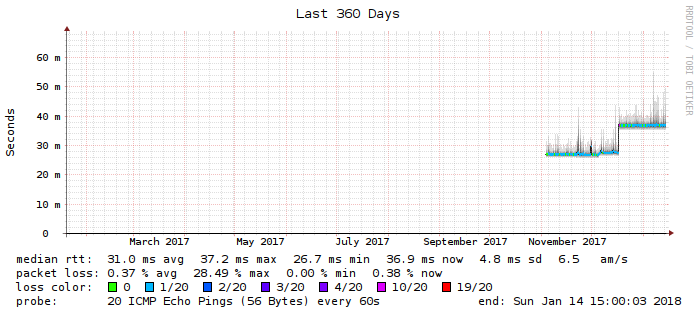 Last 360 Days
RRDTOOL / TOBI OETIKER
Seconds
60 m
50 m
40 m
30 m
20 m
10 m
0
March 2017 May 2017 July 2017 September 2017 November 2017
median rtt: 31.0 ms avg 37.2 ms max 26.7 ms min 36.9 ms now 4.8 ms sd 6.5 am/s
packet loss: 0.37 % avg 28.49 % max 0.00 % min 0.38 % now
loss color: 0 1/20 2/20 3/20 4/20 10/20 19/20
probe: 20 ICMP Echo Pings (56 Bytes) every 60s end: Sun Jan 14 15:00:03 2018